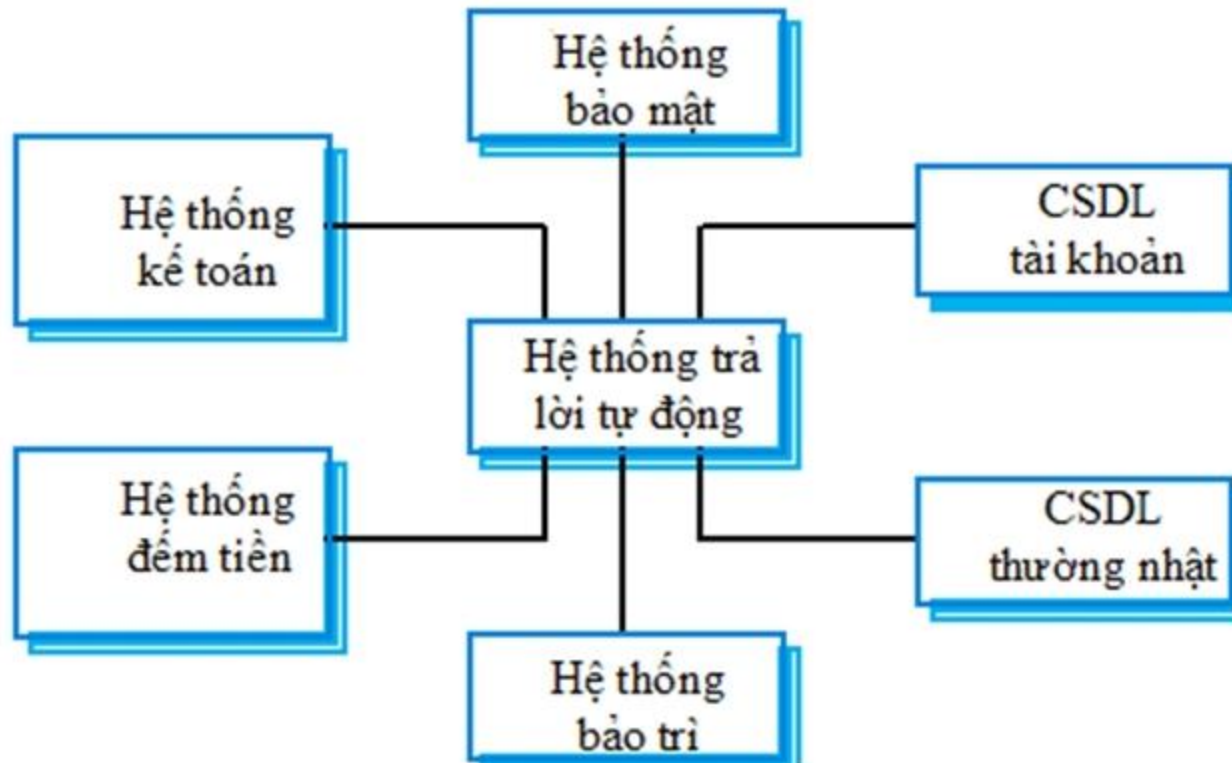 Hệ thống
bảo mật
Hệ thống
kế toán
CSDL
tài khoản
Hệ thống trả
lời tự động
Hệ thống
đếm tiền
CSDL
thường nhật
Hệ thống
bảo trì